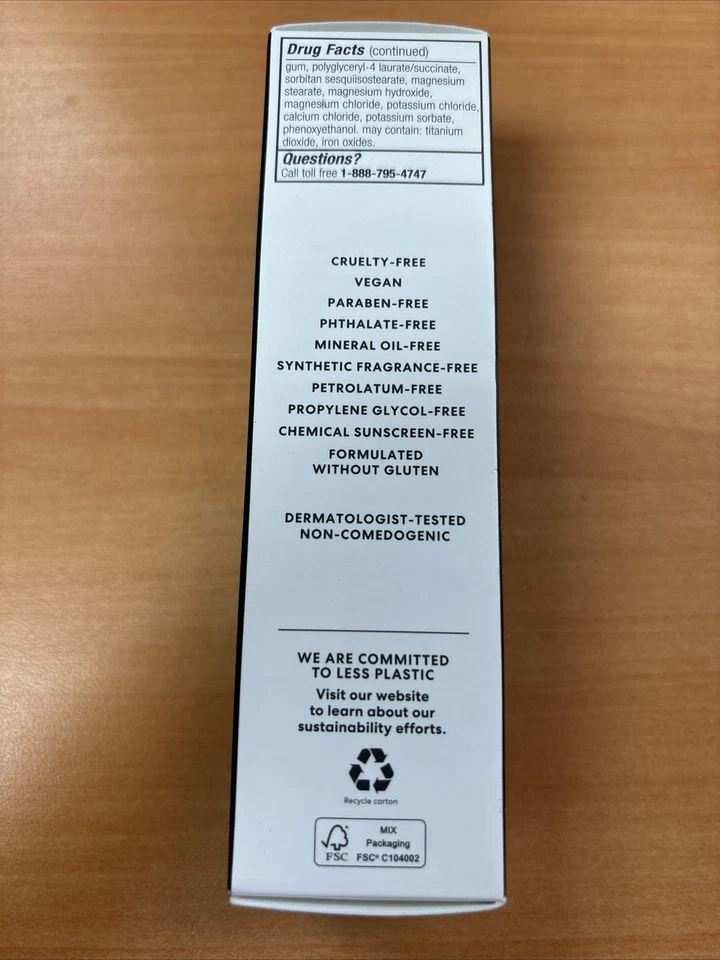 Drug Facts (continued)
gum, polyglyceryl-4 laurate/succinate,
sorbitan sesquiisostearate, magnesium
stearate, magnesium hydroxide,
magnesium chloride, potassium chloride,
calcium chloride, potassium sorbate,
phenoxyethanol. may contain: titanium
dioxide, iron oxides.
Questions?
Call toll free 1-888-795-4747
CRUELTY-FREE
VEGAN
PARABEN-FREE
PHTHALATE-FREE
MINERAL OIL-FREE
SYNTHETIC FRAGRANCE-FREE
PETROLATUM-FREE
PROPYLENE GLYCOL-FREE
CHEMICAL SUNSCREEN-FREE
FORMULATED
WITHOUT GLUTEN
DERMATOLOGIST-TESTED
NON-COMEDOGENIC
WE ARE COMMITTED
TO LESS PLASTIC
Visit our website
to learn about our
sustainability efforts.
Recycle carton
FSC
MIX
Packaging
FSC® C104002